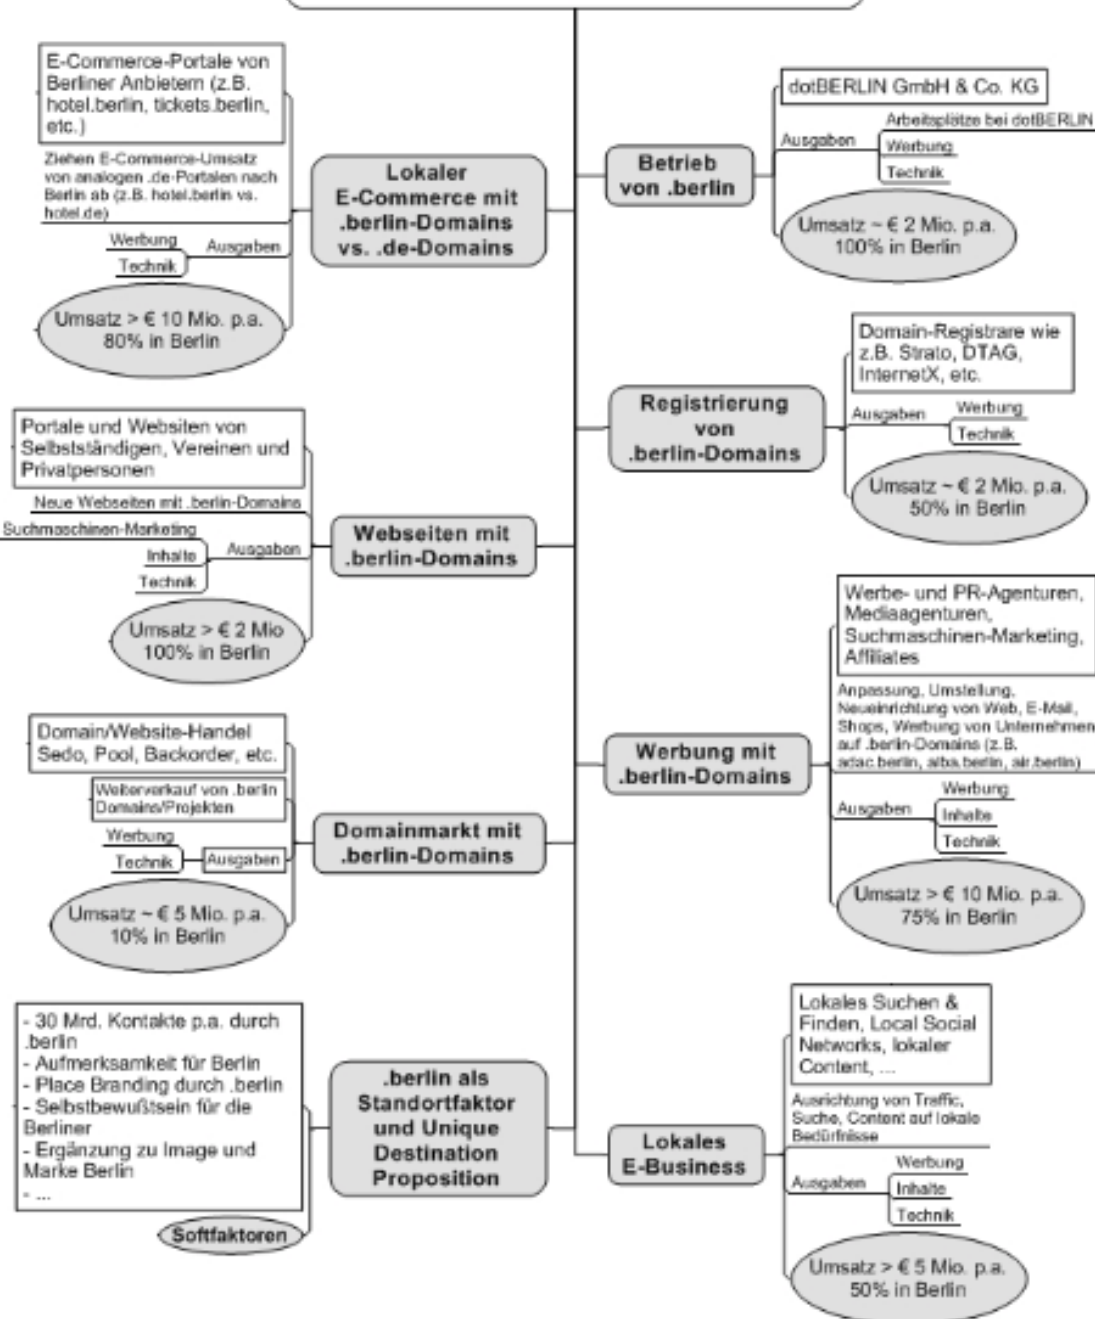 E-Commerce-Portale von
Berliner Anbietern (z.B.
hotel.berlin, tickets.berlin,
etc.)
Ziehen E-Commerce-Umsatz
von analogen .de-Portalen nach
Berlin ab (z.B. hotel.berlin vs.
hotel.de)
Werbung
Technik
Ausgaben
Umsatz > € 10 Mio. p.a.
80% in Berlin
Lokaler
E-Commerce mit
.berlin-Domains
vs. .de-Domains
Portale und Websiten von
Selbstständigen, Vereinen und
Privatpersonen
Neue Webseiten mit .berlin-Domains
Suchmaschinen-Marketing
Inhalte
Technik
Ausgaben
Umsatz > € 2 Mio
100% in Berlin
Webseiten mit
.berlin-Domains
Domain/Website-Handel
Sedo, Pool, Backorder, etc.
Weiterverkauf von .berlin
Domains/Projekten
Werbung
Technik
Ausgaben
Umsatz ~ € 5 Mio. p.a.
10% in Berlin
Domainmarkt mit
.berlin-Domains
- 30 Mrd. Kontakte p.a. durch
.berlin
- Aufmerksamkeit für Berlin
- Place Branding durch .berlin
- Selbstbewußtsein für die
Berliner
- Ergänzung zu Image und
Marke Berlin
- ...
Softfaktoren
.berlin als
Standortfaktor
und Unique
Destination
Proposition
Betrieb
von .berlin
dotBERLIN GmbH & Co. KG
Ausgaben
Arbeitsplätze bei dotBERLIN
Werbung
Technik
Umsatz ~ € 2 Mio. p.a.
100% in Berlin
Registrierung
von
.berlin-Domains
Domain-Registrare wie
z.B. Strato, DTAG,
InternetX, etc.
Ausgaben
Werbung
Technik
Umsatz ~ € 2 Mio. p.a.
50% in Berlin
Werbung mit
.berlin-Domains
Werbe- und PR-Agenturen,
Mediaagenturen,
Suchmaschinen-Marketing,
Affiliates
Anpassung, Umstellung,
Neueinrichtung von Web, E-Mail,
Shops, Werbung von Unternehmen
auf .berlin-Domains (z.B.
adac.berlin, alba.berlin, air.berlin)
Ausgaben
Werbung
Inhalte
Technik
Umsatz > € 10 Mio. p.a.
75% in Berlin
Lokales
E-Business
Lokales Suchen &
Finden, Local Social
Networks, lokaler
Content, ...
Ausrichtung von Traffic,
Suche, Content auf lokale
Bedürfnisse
Ausgaben
Werbung
Inhalte
Technik
Umsatz > € 5 Mio. p.a.
50% in Berlin